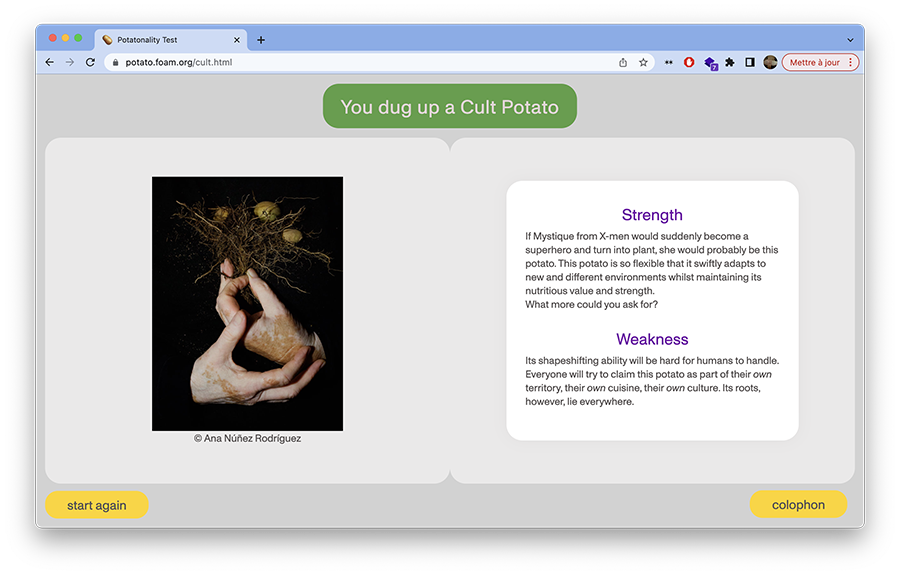 Potatonality Test
potato.foam.org/cult.html
7
Mettre à jour
You dug up a Cult Potato
© Ana Núñez Rodríguez
Strength
If Mystique from X-men would suddenly become a
superhero and turn into plant, she would probably be this
potato. This potato is so flexible that it swiftly adapts to
new and different environments whilst maintaining its
nutritious value and strength.
What more could you ask for?
Weakness
Its shapeshifting ability will be hard for humans to handle.
Everyone will try to claim this potato as part of their own
territory, their own cuisine, their own culture. Its roots,
however, lie everywhere.
start again
colophon